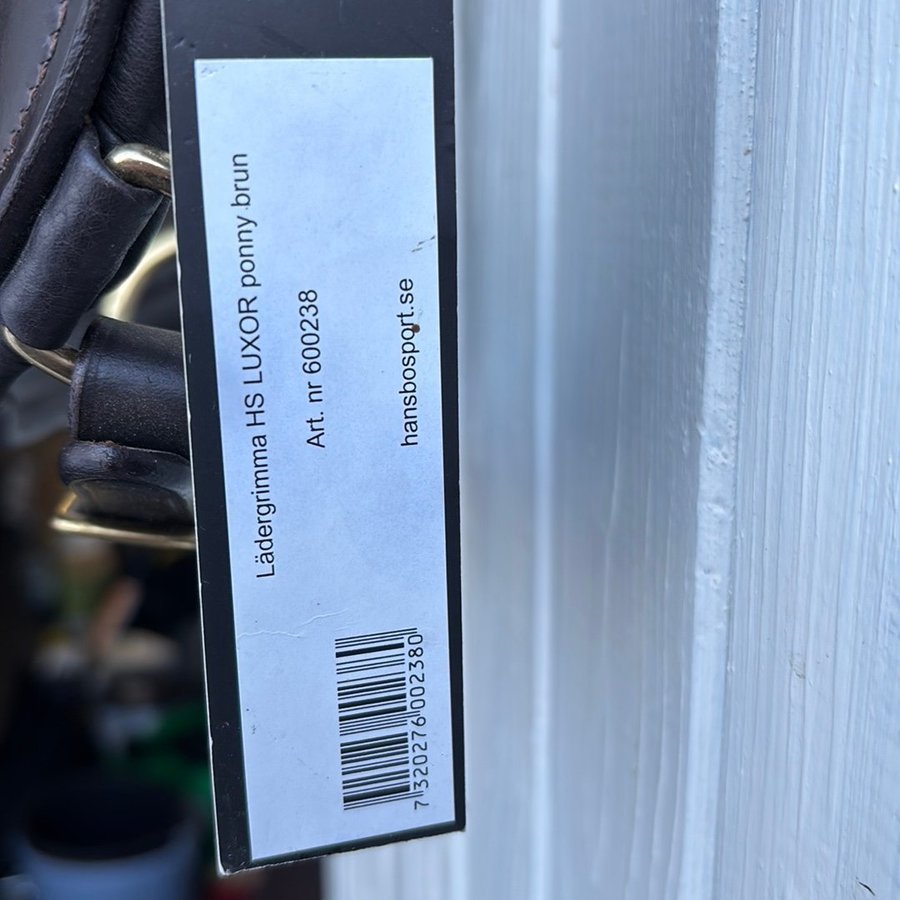 Lädergrimma HS LUXOR ponny brun
Art. nr 600238
hansbosport.se
7320276002380